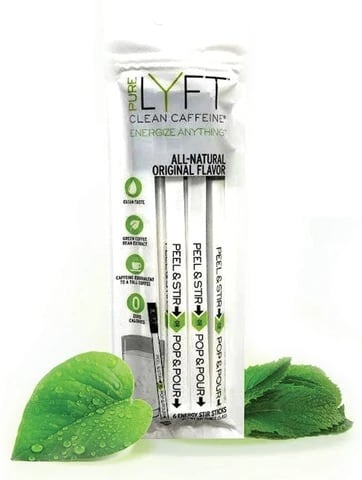 PURE
LYFT
CLEAN CAFFEINE®
ENERGIZE ANYTHING™
ALL-NATURAL
ORIGINAL FLAVOR
CLEAN TASTE
GREEN COFFEE
BEAN EXTRACT
CAFFEINE EQUIVALENT
TO A TALL COFFEE
0
ZERO
CALORIES
PEEL & STIR
POP & POUR
PEEL & STIR
POP & POUR
PEEL & STIR
POP & POUR
6 ENERGY STIR STICKS